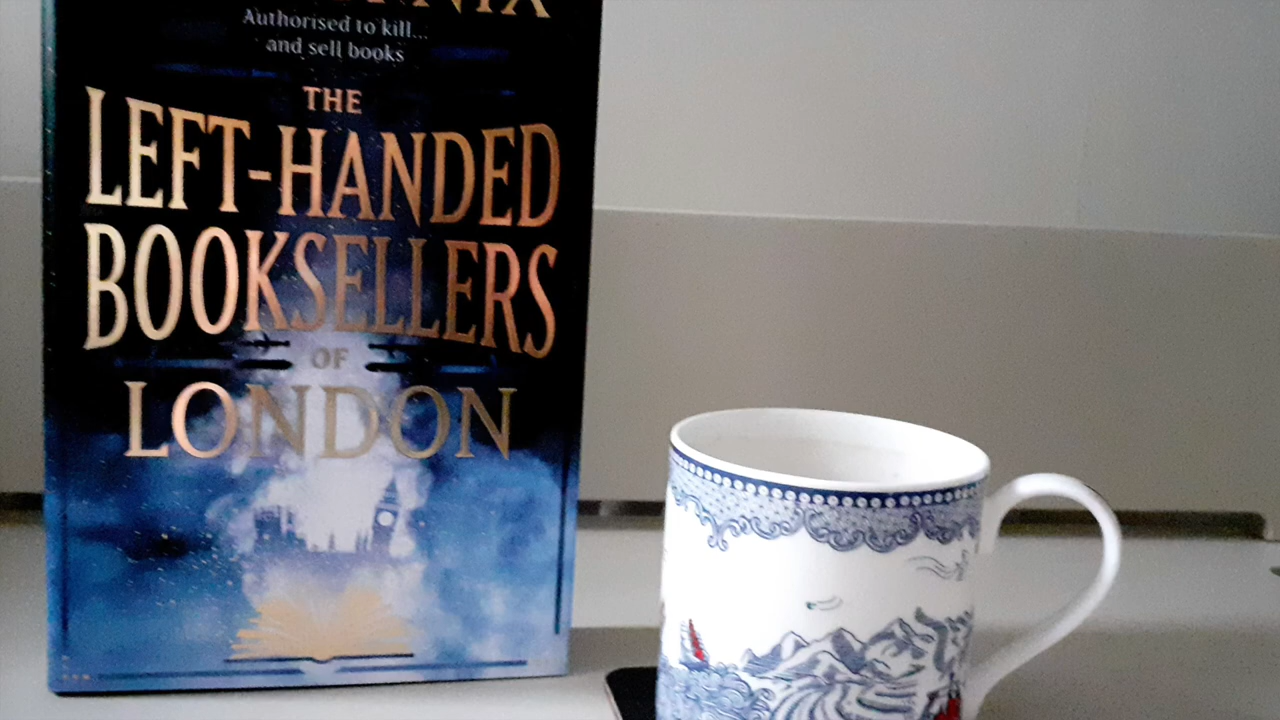 Authorised to kill...
and sell books
THE
LEFT-HANDED
BOOKSELLERS
OF
LONDON